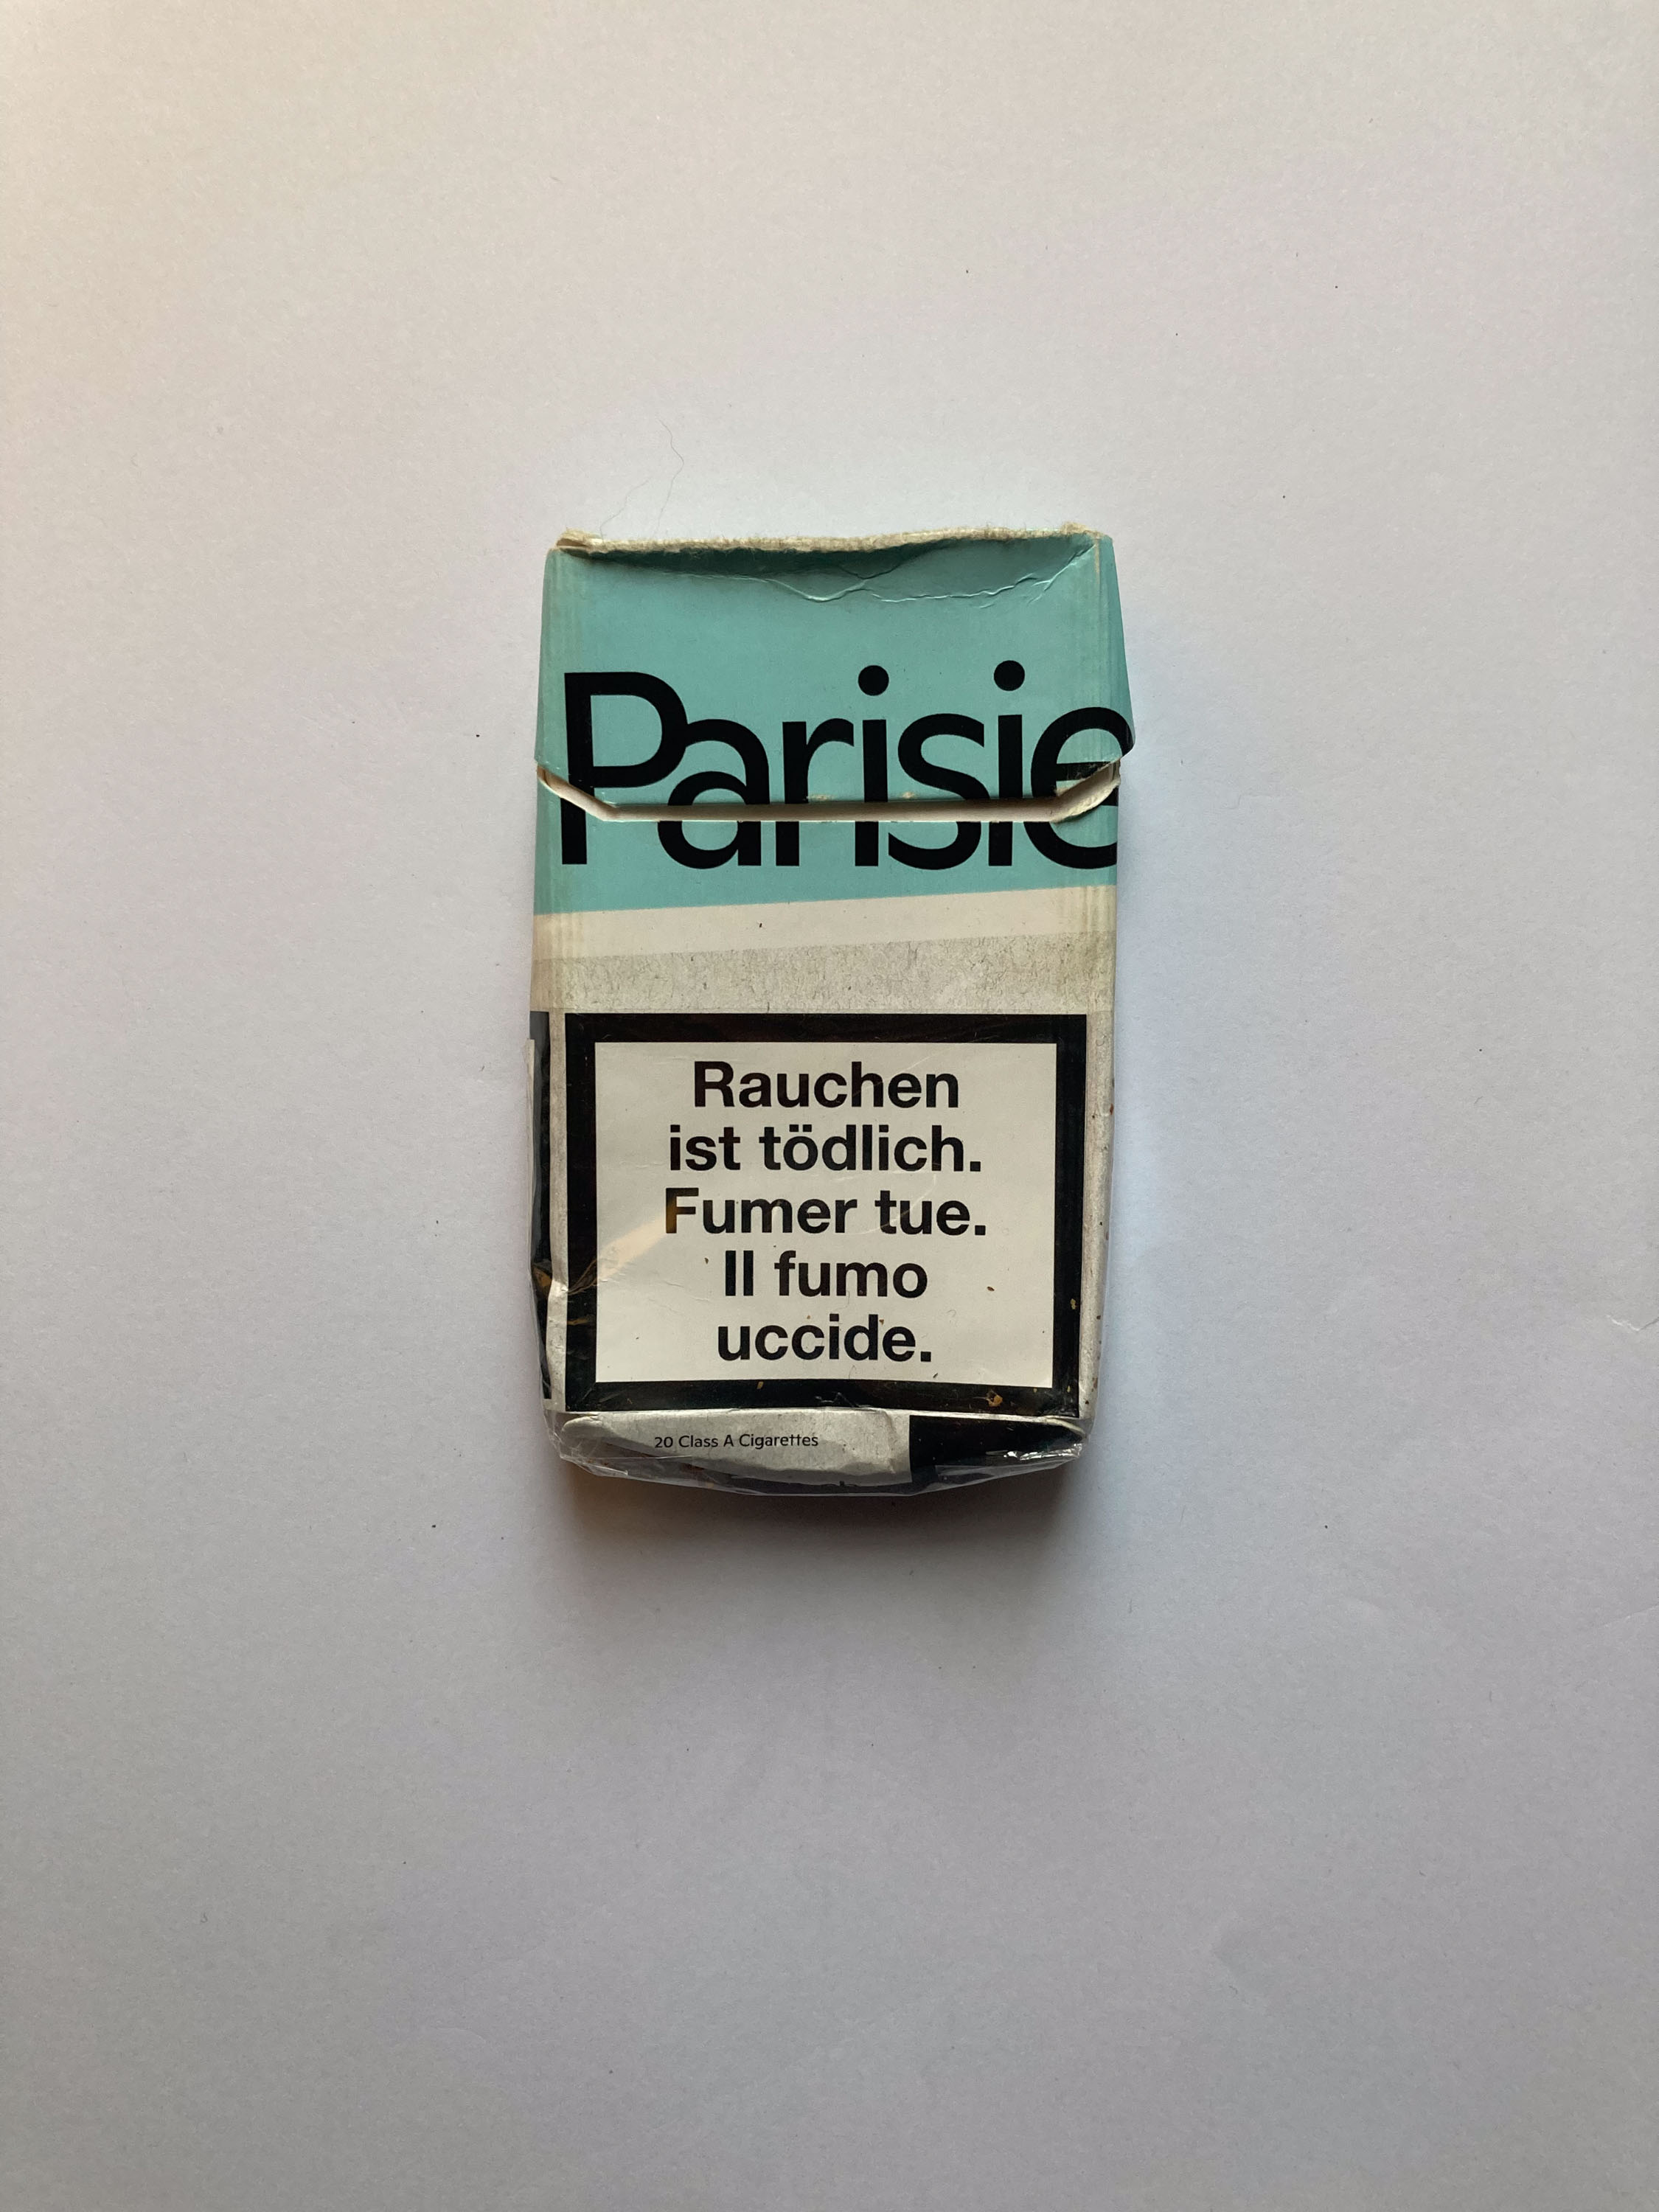 Parisie
Rauchen
ist tödlich.
Fumer tue.
Il fumo
uccide.
20 Class A Cigarettes